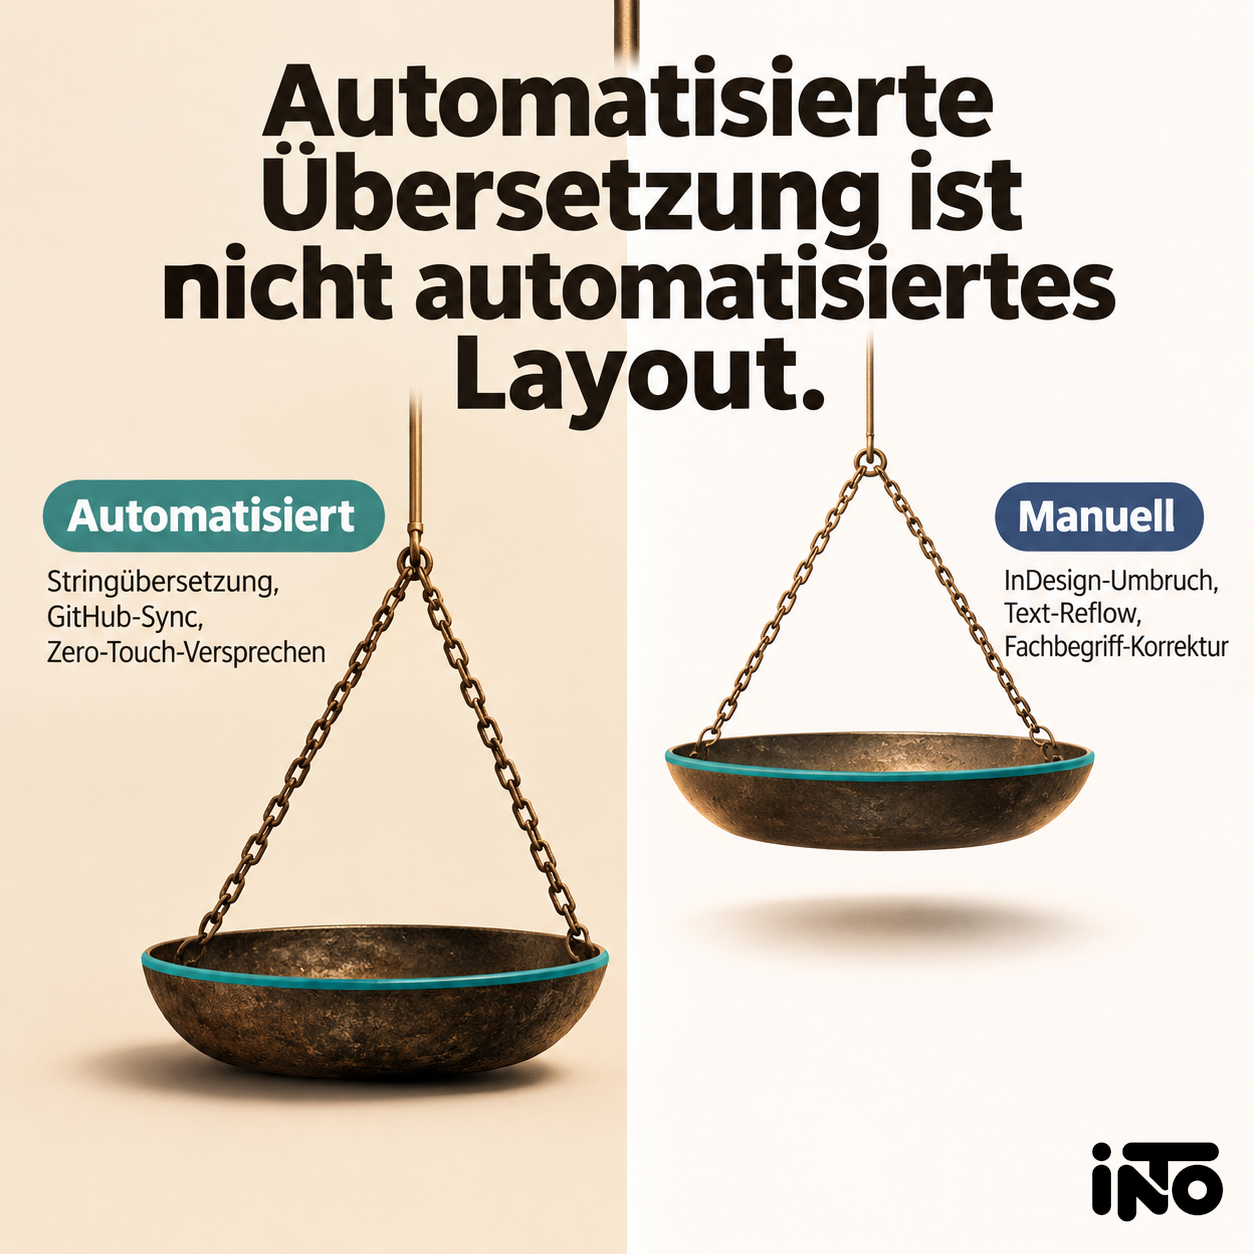 Automatisierte
Übersetzung ist
nicht automatisiertes
Layout.
Automatisiert
Stringübersetzung,
GitHub-Sync,
Zero-Touch-Versprechen
Manuell
InDesign-Umbruch,
Text-Reflow,
Fachbegriff-Korrektur
iNTO